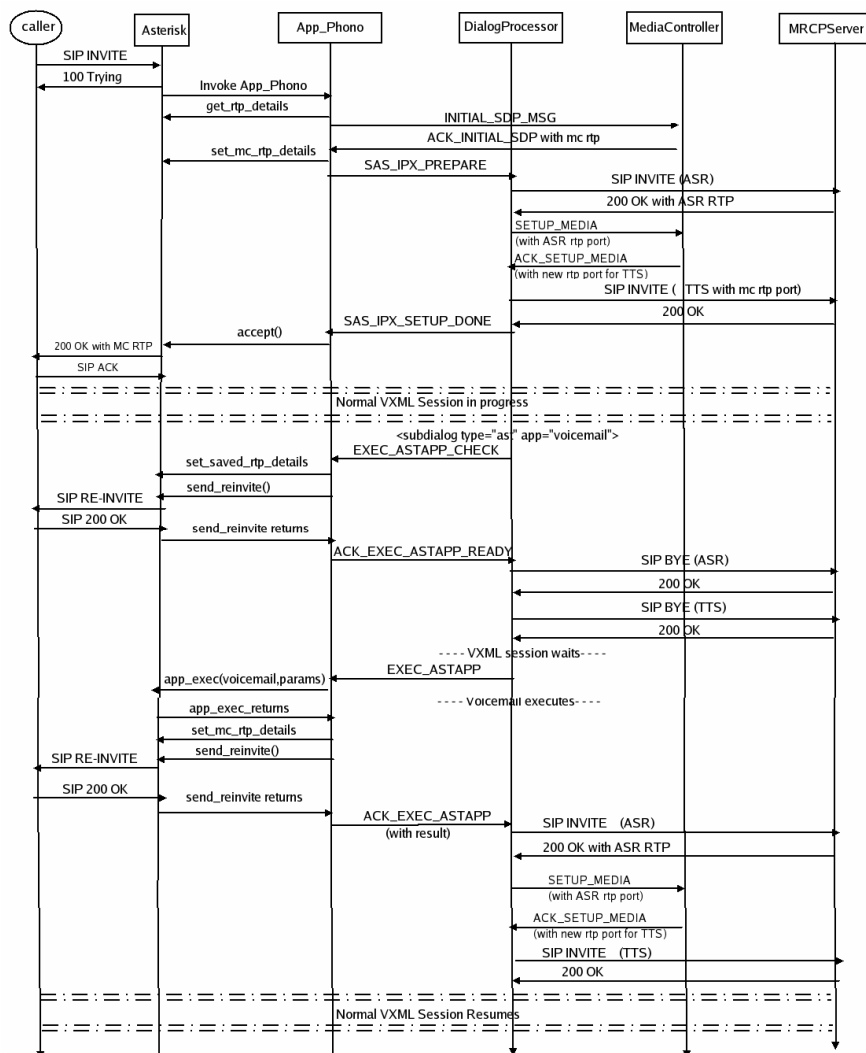 caller
Asterisk
App_Phono
DialogProcessor
MediaController
MRCPServer
SIP INVITE
100 Trying
Invoke App_Phono
get_rtp_details
INITIAL_SDP_MSG
ACK_INITIAL_SDP with mc rtp
set_mc_rtp_details
SAS_IPX_PREPARE
SIP INVITE (ASR)
200 OK with ASR RTP
SETUP_MEDIA
(with ASR rtp port)
ACK_SETUP_MEDIA
(with new rtp port for TTS)
SIP INVITE ( TTS with mc rtp port)
200 OK
SAS_IPX_SETUP_DONE
accept()
200 OK with MC RTP
SIP ACK
Normal VXML Session in progress
<subdialog type="ast" app="voicemail">
EXEC_ASTAPP_CHECK
set_saved_rtp_details
send_reinvite()
SIP RE-INVITE
SIP 200 OK
send_reinvite returns
ACK_EXEC_ASTAPP_READY
SIP BYE (ASR)
200 OK
SIP BYE (TTS)
200 OK
- - - - VXML session waits- - - -
EXEC_ASTAPP
app_exec(voicemail,params)
- - - - Voicemail executes- - - -
app_exec_returns
set_mc_rtp_details
send_reinvite()
SIP RE-INVITE
SIP 200 OK
send_reinvite returns
ACK_EXEC_ASTAPP
(with result)
SIP INVITE (ASR)
200 OK with ASR RTP
SETUP_MEDIA
(with ASR rtp port)
ACK_SETUP_MEDIA
(with new rtp port for TTS)
SIP INVITE (TTS)
200 OK
Normal VXML Session Resumes